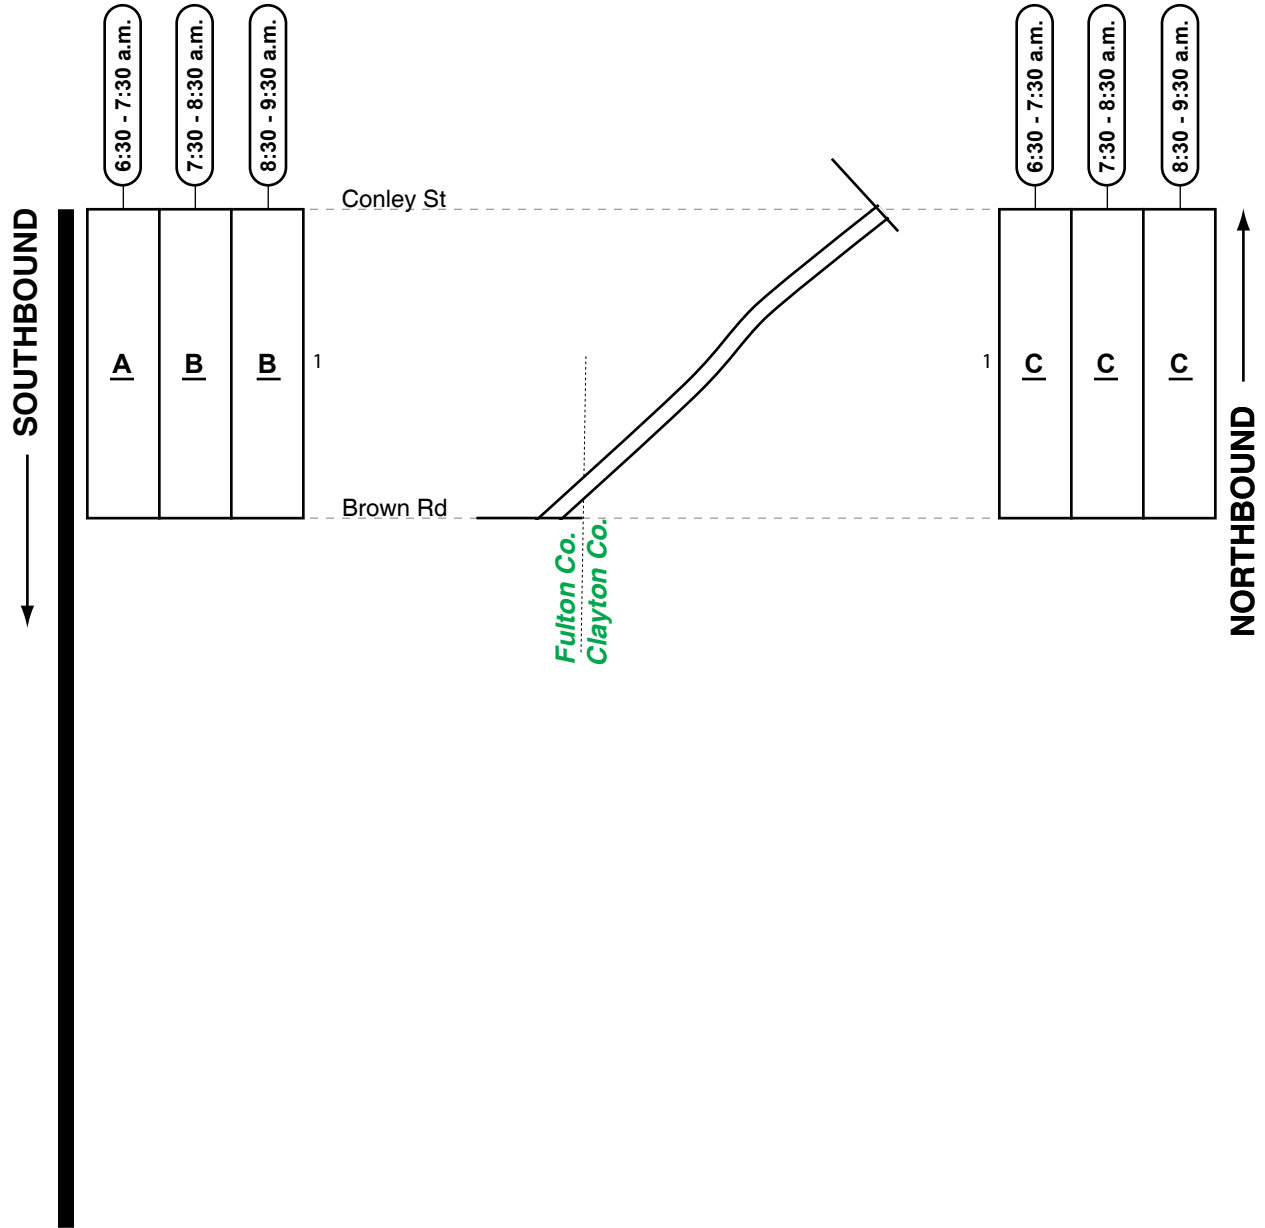 6:30 - 7:30 a.m.
7:30 - 8:30 a.m.
8:30 - 9:30 a.m.
6:30 - 7:30 a.m.
7:30 - 8:30 a.m.
8:30 - 9:30 a.m.
Conley St
SOUTHBOUND
A
B
B
1
1
C
C
C
NORTHBOUND
Brown Rd
Fulton Co.
Clayton Co.